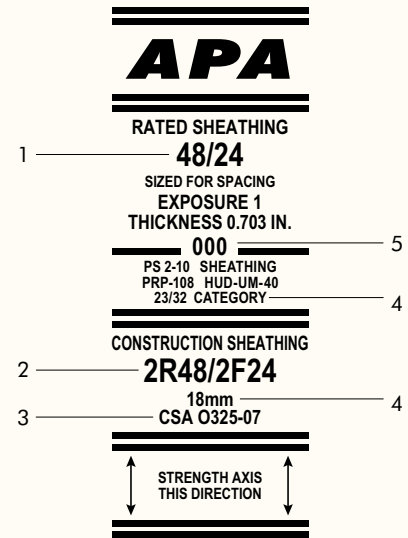 APA
RATED SHEATHING
1 48/24
SIZED FOR SPACING
EXPOSURE 1
THICKNESS 0.703 IN.
000 5
PS 2-10 SHEATHING
PRP-108 HUD-UM-40
23/32 CATEGORY 4
CONSTRUCTION SHEATHING
2 2R48/2F24
18mm 4
3 CSA O325-07
STRENGTH AXIS
THIS DIRECTION